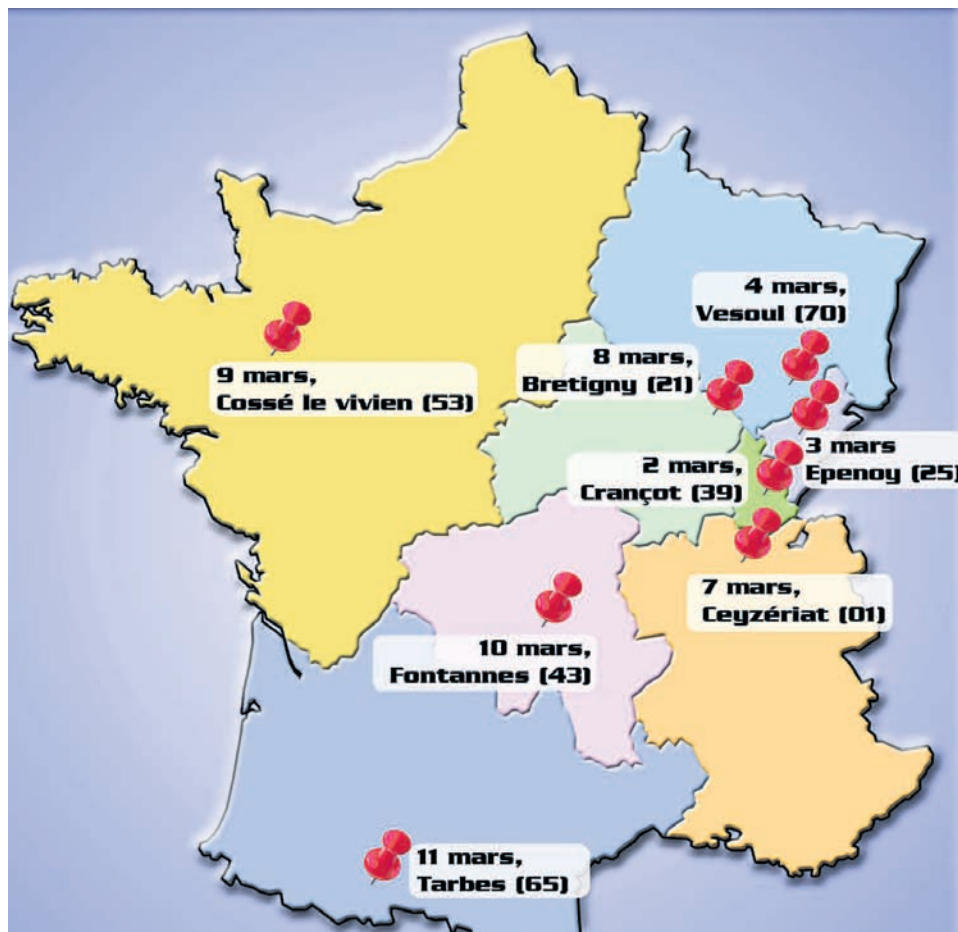 4 mars,
Vesoul (70)
8 mars,
Bretigny (21)
9 mars,
Cossé le vivien (53)
3 mars
Epenoy (25)
2 mars,
Crançot (39)
7 mars,
Ceyzériat (01)
10 mars,
Fontannes (43)
11 mars,
Tarbes (65)